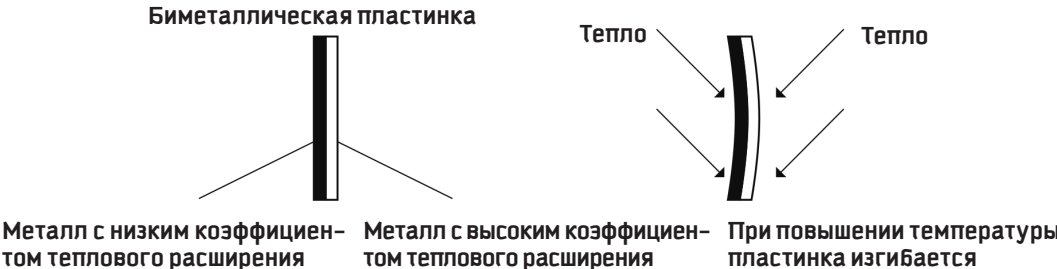 Биметаллическая пластинка
Тепло
Тепло
Металл с низким коэффициен-
том теплового расширения
Металл с высоким коэффициен-
том теплового расширения
При повышении температуры
пластинка изгибается